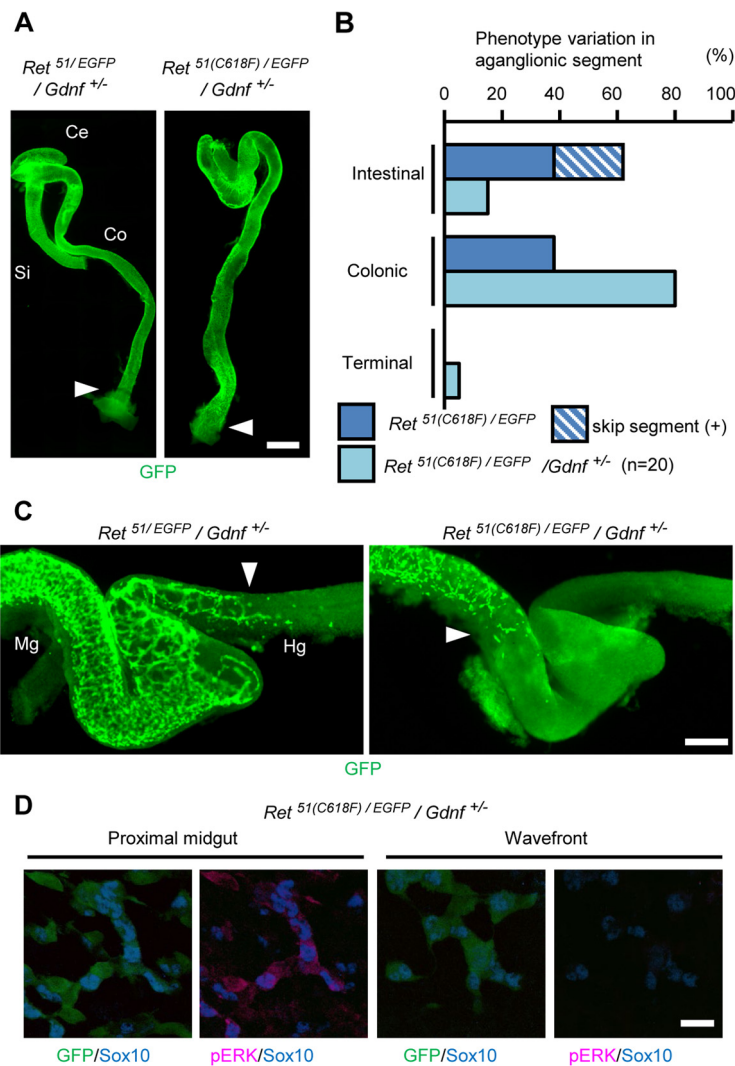 A
Ret 51/ EGFP
/ Gdnf +/-
Ret 51(C618F) / EGFP
/ Gdnf +/-
Ce
Co
Si
GFP
B
Phenotype variation in
aganglionic segment
(%)
0 20 40 60 80 100
Intestinal
Colonic
Terminal
Ret 51(C618F) / EGFP
skip segment (+)
Ret 51(C618F) / EGFP /Gdnf +/- (n=20)
C
Ret 51/ EGFP / Gdnf +/-
Ret 51(C618F) / EGFP / Gdnf +/-
Mg
Hg
GFP
D
Ret 51(C618F) / EGFP / Gdnf +/-
Proximal midgut
Wavefront
GFP/Sox10
pERK/Sox10
GFP/Sox10
pERK/Sox10